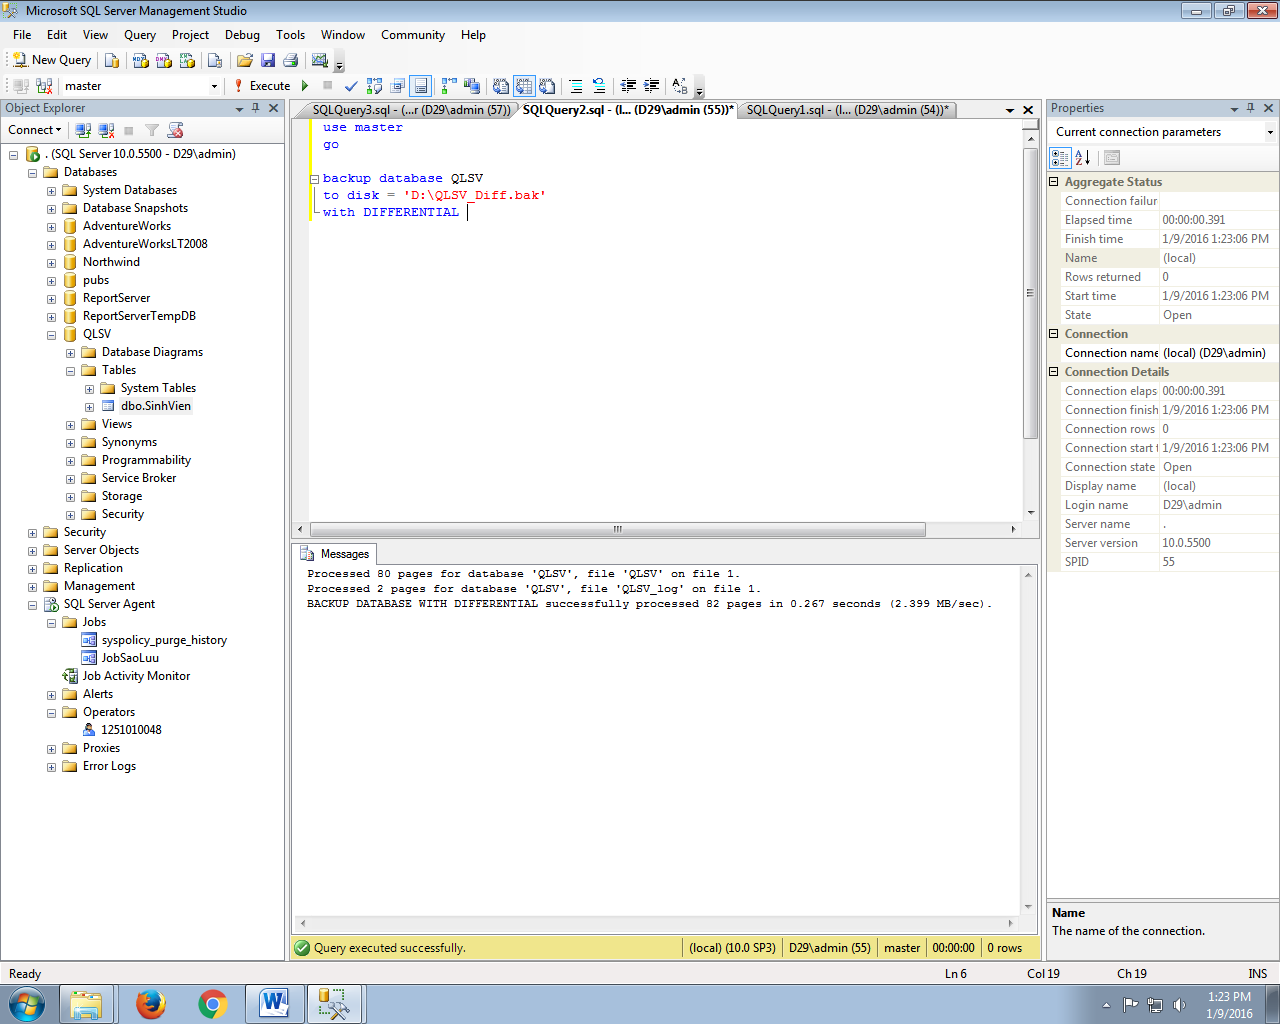 Microsoft SQL Server Management Studio
File Edit View Query Project Debug Tools Window Community Help
New Query
master
Execute
Object Explorer
Connect
. (SQL Server 10.0.5500 - D29\admin)
Databases
System Databases
Database Snapshots
AdventureWorks
AdventureWorksLT2008
Northwind
pubs
ReportServer
ReportServerTempDB
QLSV
Database Diagrams
Tables
System Tables
dbo.SinhVien
Views
Synonyms
Programmability
Service Broker
Storage
Security
Security
Server Objects
Replication
Management
SQL Server Agent
Jobs
syspolicy_purge_history
JobSaoLuu
Job Activity Monitor
Alerts
Operators
1251010048
Proxies
Error Logs
SQLQuery3.sql - (...r (D29\admin (57)) SQLQuery2.sql - (l... (D29\admin (55))* SQLQuery1.sql - (l... (D29\admin (54))*
use master
go
backup database QLSV
to disk = 'D:\QLSV_Diff.bak'
with DIFFERENTIAL
Messages
Processed 80 pages for database 'QLSV', file 'QLSV' on file 1.
Processed 2 pages for database 'QLSV', file 'QLSV_log' on file 1.
BACKUP DATABASE WITH DIFFERENTIAL successfully processed 82 pages in 0.267 seconds (2.399 MB/sec).
Query executed successfully. (local) (10.0 SP3) D29\admin (55) master 00:00:00 0 rows
Properties
Current connection parameters
Aggregate Status
Connection failur
Elapsed time 00:00:00.391
Finish time 1/9/2016 1:23:06 PM
Name (local)
Rows returned 0
Start time 1/9/2016 1:23:06 PM
State Open
Connection
Connection name (local) (D29\admin)
Connection Details
Connection elaps 00:00:00.391
Connection finish 1/9/2016 1:23:06 PM
Connection rows 0
Connection start t 1/9/2016 1:23:06 PM
Connection state Open
Display name (local)
Login name D29\admin
Server name .
Server version 10.0.5500
SPID 55
Name
The name of the connection.
Ready Ln 6 Col 19 Ch 19 INS
1:23 PM
1/9/2016